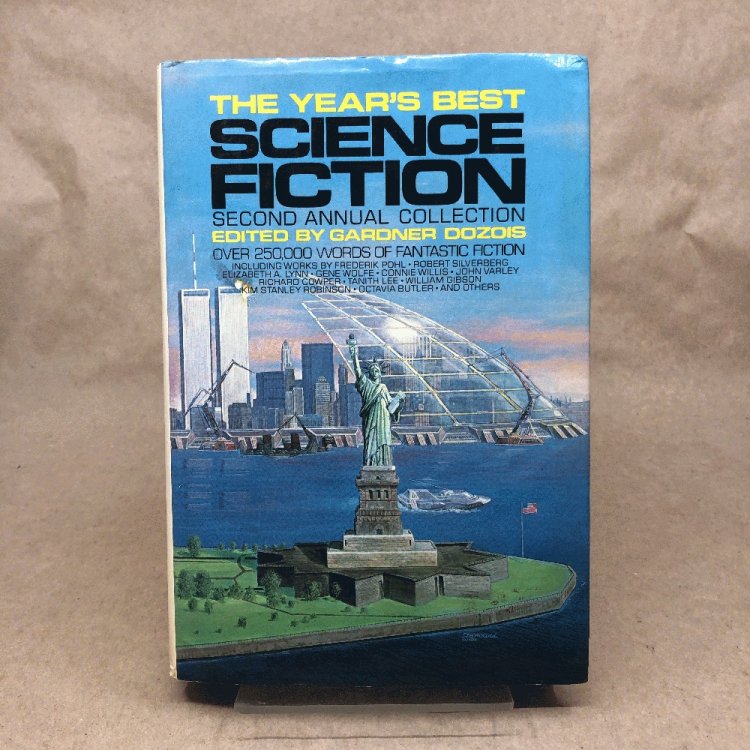 THE YEAR'S BEST
SCIENCE
FICTION
SECOND ANNUAL COLLECTION
EDITED BY GARDNER DOZOIS
OVER 250,000 WORDS OF FANTASTIC FICTION
INCLUDING WORKS BY FREDERIK POHL • ROBERT SILVERBERG
ELIZABETH A. LYNN • GENE WOLFE • CONNIE WILLIS • JOHN VARLEY
RICHARD COWPER • TANITH LEE • WILLIAM GIBSON
KIM STANLEY ROBINSON • OCTAVIA BUTLER • AND OTHERS